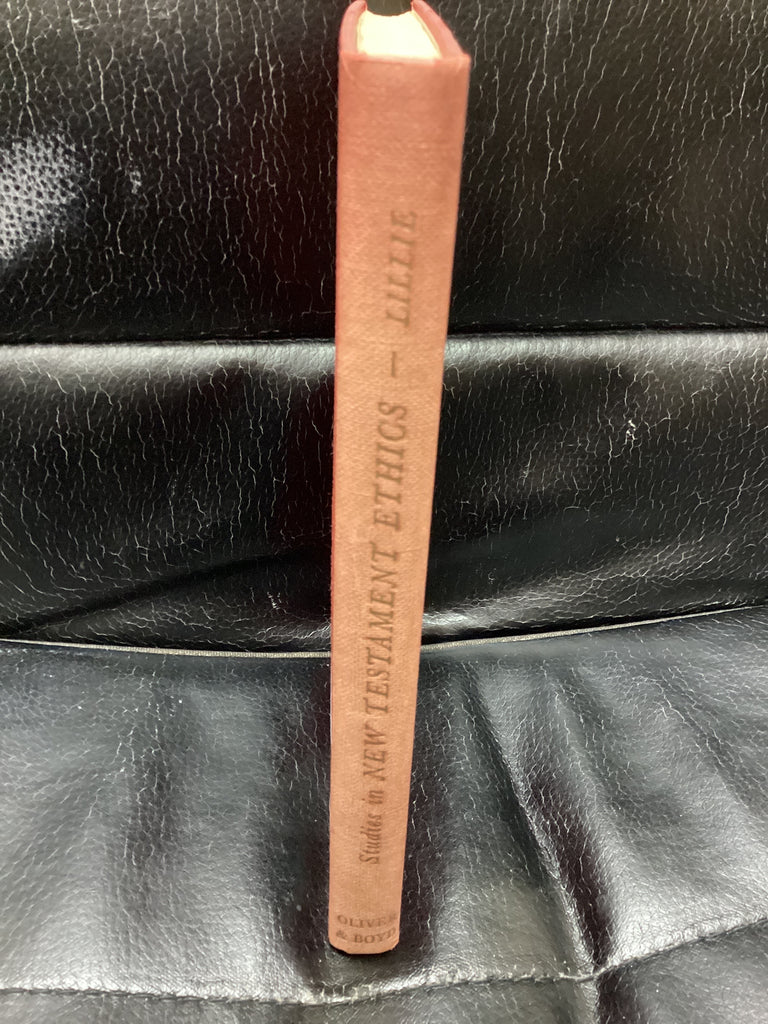 Studies in NEW TESTAMENT ETHICS – LILLIE
OLIVER
& BOYD